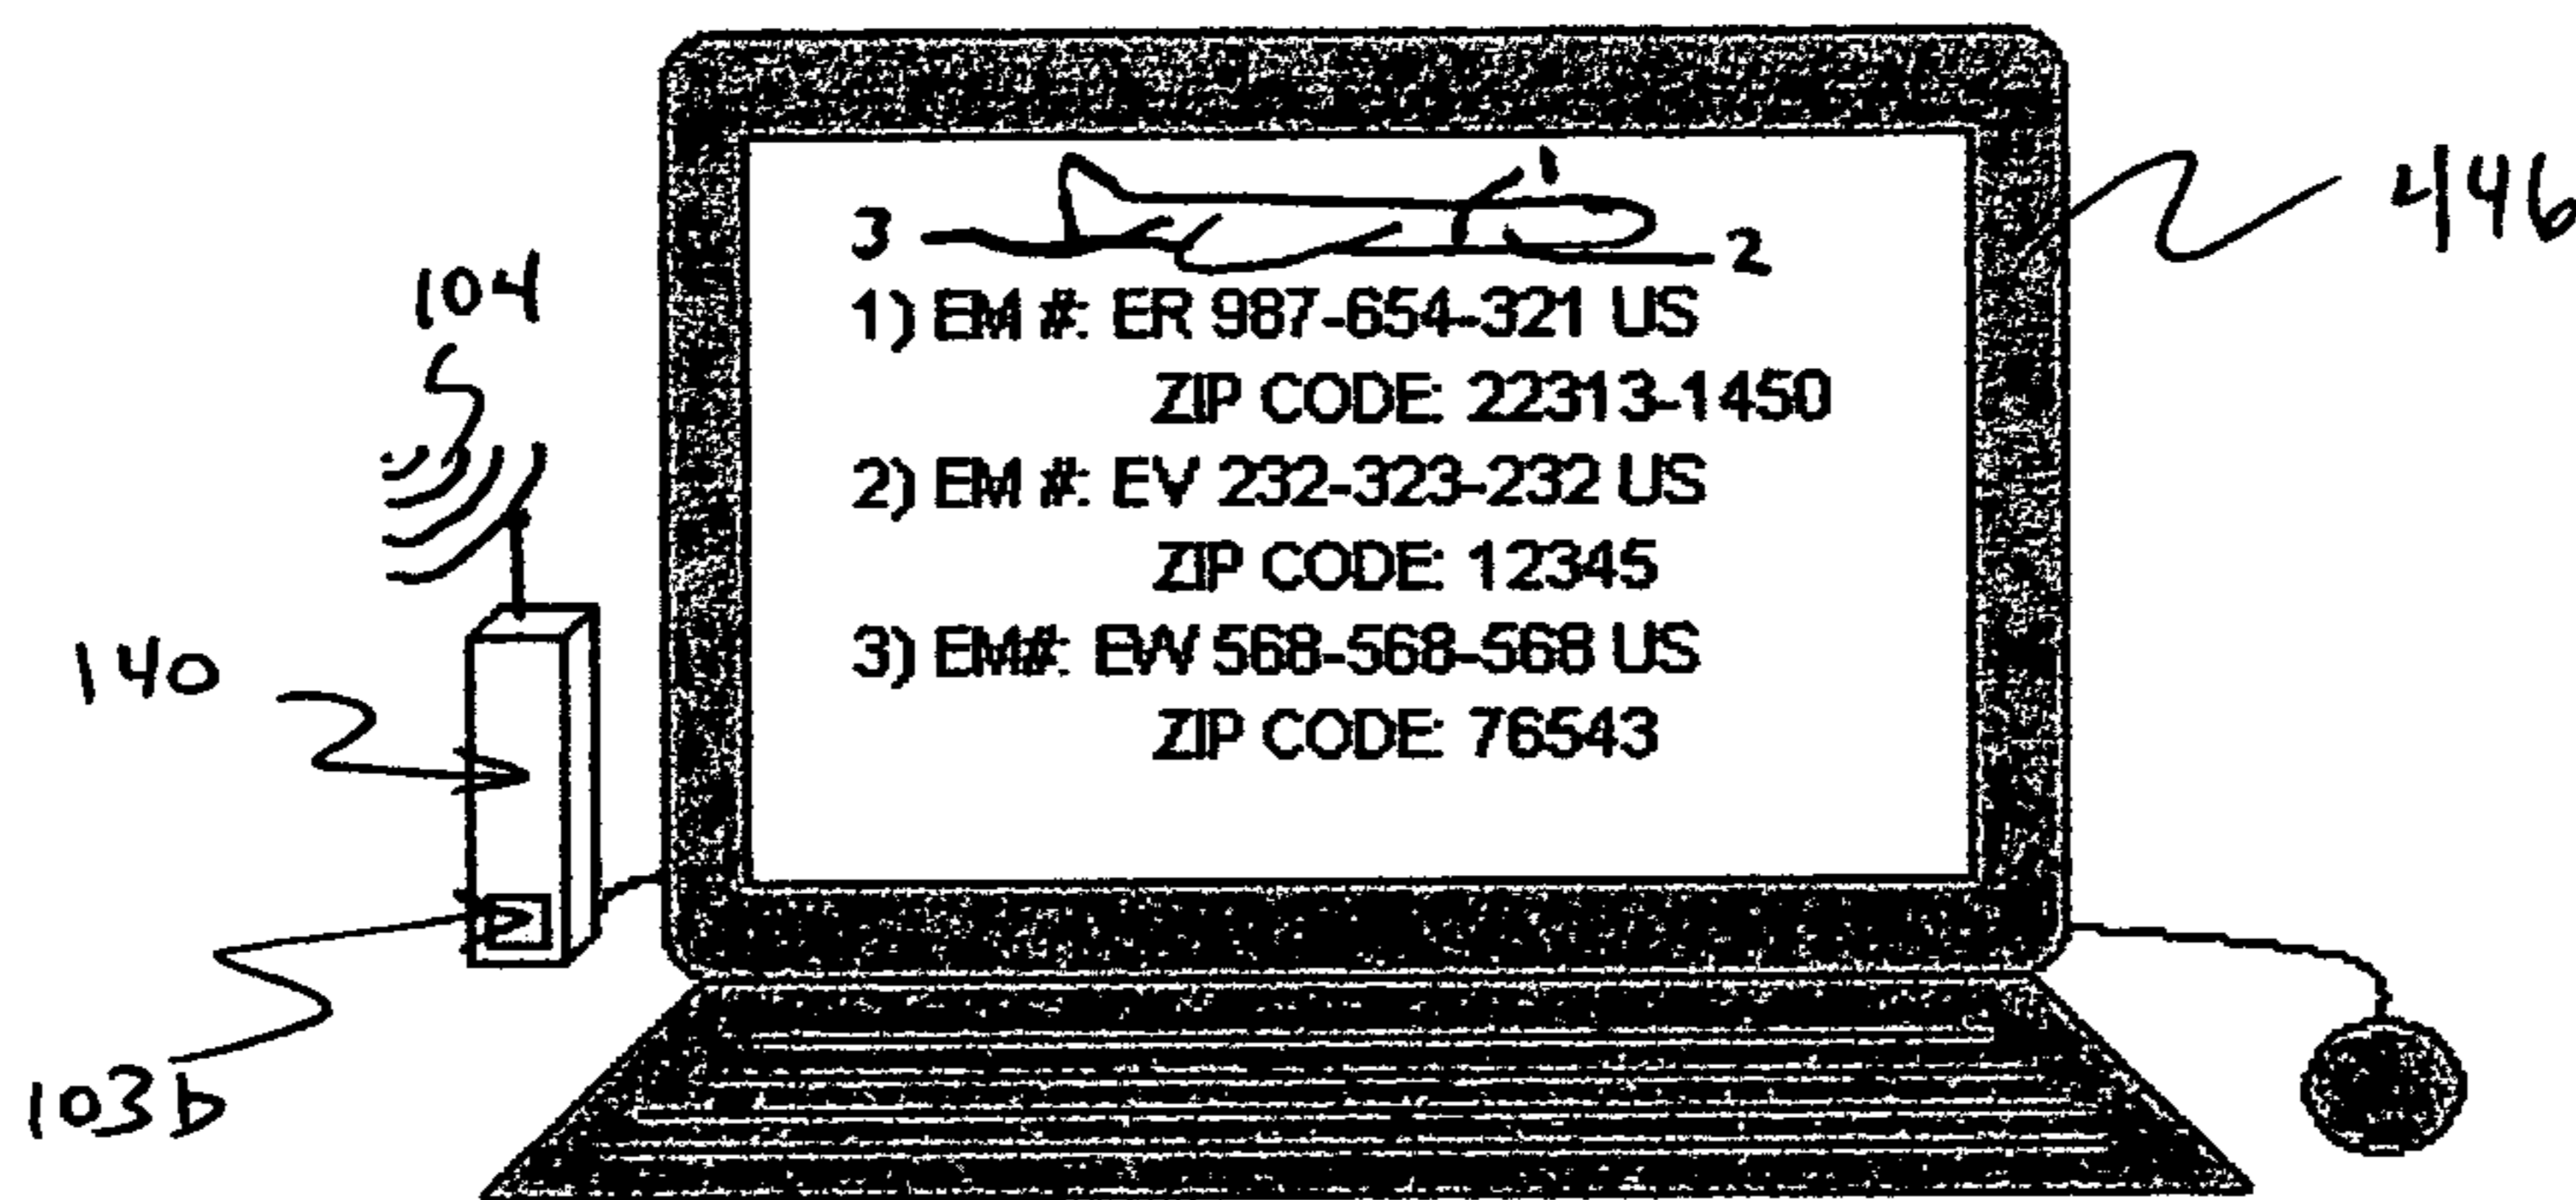 1
446
3
2
104
1) EM #: ER 987-654-321 US
ZIP CODE: 22313-1450
2) EM #: EV 232-323-232 US
ZIP CODE: 12345
140
3) EM#: EW 568-568-568 US
ZIP CODE: 76543
103b